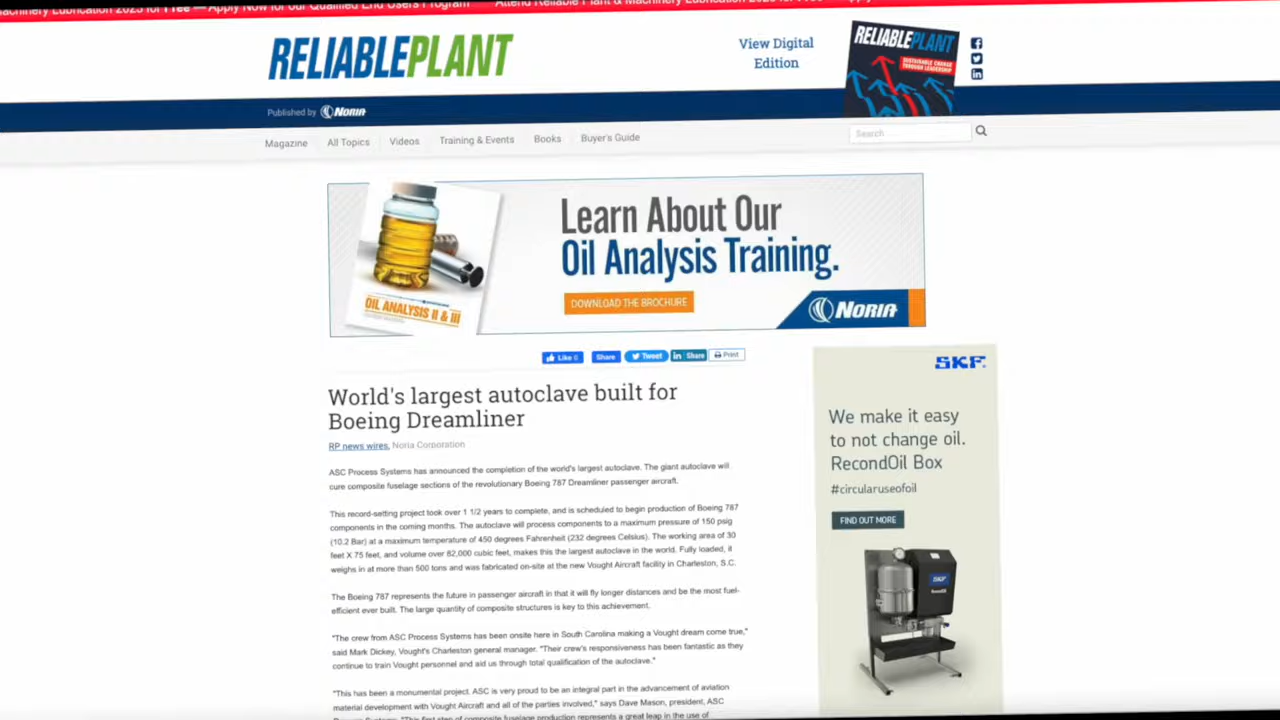 Machinery Lubrication 2023 for Free — Apply Now for our Qualified End Users Program Attend Reliable Plant & Machinery Lubrication 2023 for Free
RELIABLEPLANT
View Digital
Edition
RELIABLEPLANT
SUSTAINABLE CHANGE
THROUGH LEADERSHIP
Published by NORIA
Magazine All Topics Videos Training & Events Books Buyer's Guide
Search
Learn About Our
Oil Analysis Training.
DOWNLOAD THE BROCHURE
NORIA
OIL ANALYSIS II & III
Like 0 Share Tweet in Share Print
World's largest autoclave built for
Boeing Dreamliner
RP news wires, Noria Corporation
ASC Process Systems has announced the completion of the world's largest autoclave. The giant autoclave will
cure composite fuselage sections of the revolutionary Boeing 787 Dreamliner passenger aircraft.
This record-setting project took over 1 1/2 years to complete, and is scheduled to begin production of Boeing 787
components in the coming months. The autoclave will process components to a maximum pressure of 150 psig
(10.2 Bar) at a maximum temperature of 450 degrees Fahrenheit (232 degrees Celsius). The working area of 30
feet X 75 feet, and volume over 82,000 cubic feet, makes this the largest autoclave in the world. Fully loaded, it
weighs in at more than 500 tons and was fabricated on-site at the new Vought Aircraft facility in Charleston, S.C.
The Boeing 787 represents the future in passenger aircraft in that it will fly longer distances and be the most fuel-
efficient ever built. The large quantity of composite structures is key to this achievement.
"The crew from ASC Process Systems has been onsite here in South Carolina making a Vought dream come true,"
said Mark Dickey, Vought's Charleston general manager. "Their crew's responsiveness has been fantastic as they
continue to train Vought personnel and aid us through total qualification of the autoclave."
"This has been a monumental project. ASC is very proud to be an integral part in the advancement of aviation
material development with Vought Aircraft and all of the parties involved," says Dave Mason, president, ASC
"This first step of composite fuselage production represents a great leap in the use of
SKF.
We make it easy
to not change oil.
RecondOil Box
#circularuseofoil
FIND OUT MORE
SKF